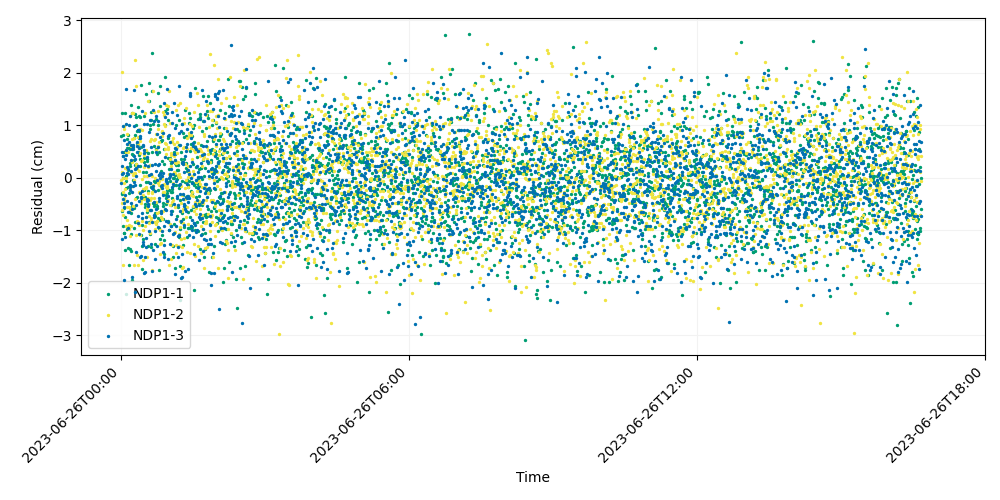 Residual (cm)
3
2
1
0
−1
−2
−3
NDP1-1
NDP1-2
NDP1-3
2023-06-26T00:00
2023-06-26T06:00
2023-06-26T12:00
2023-06-26T18:00
Time